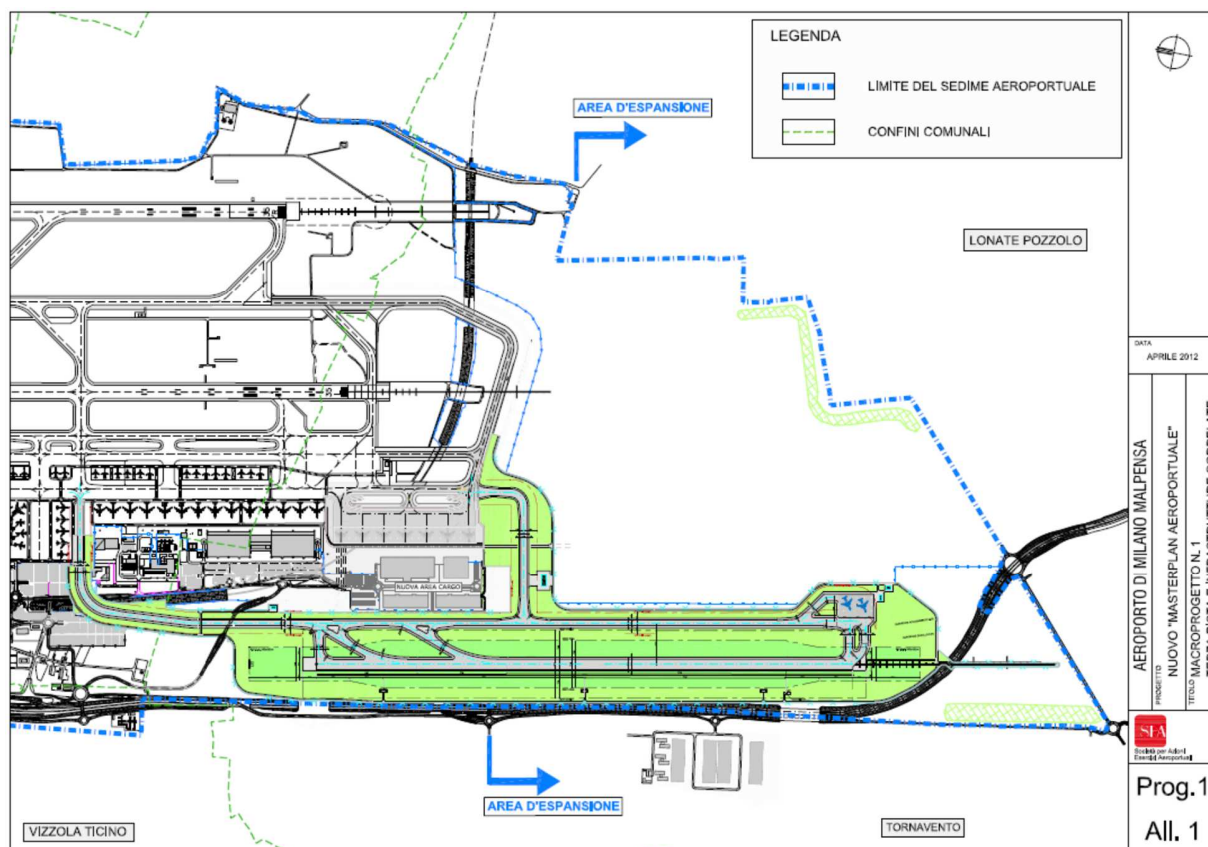 LEGENDA
LIMITE DEL SEDIME AEROPORTUALE
CONFINI COMUNALI
AREA D'ESPANSIONE
LONATE POZZOLO
DATA
APRILE 2012
AEROPORTO DI MILANO MALPENSA
PROGETTO
NUOVO "MASTERPLAN AEROPORTUALE"
TITOLO
MACROPROGETTO N. 1
35
NUOVA AREA CARGO
AREA D'ESPANSIONE
VIZZOLA TICINO
TORNAVENTO
SEA
Società per Azioni
Esercizi Aeroportuali
Prog.1
All. 1